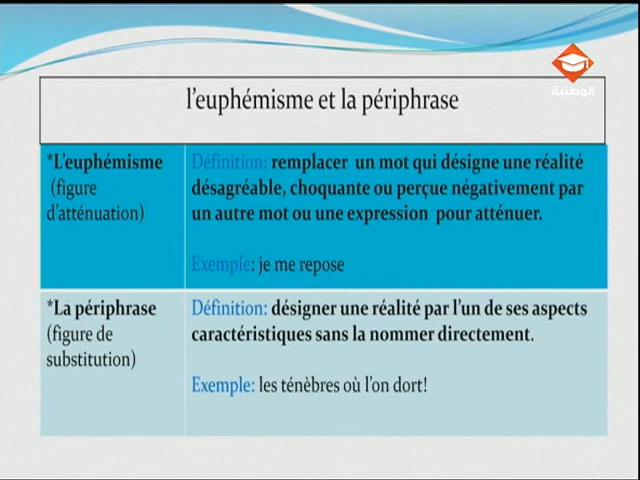 الوطنية
l'euphémisme et la périphrase
*L'euphémisme
(figure
d'atténuation)
Définition: remplacer un mot qui désigne une réalité
désagréable, choquante ou perçue négativement par
un autre mot ou une expression pour atténuer.
Exemple: je me repose
*La périphrase
(figure de
substitution)
Définition: désigner une réalité par l'un de ses aspects
caractéristiques sans la nommer directement.
Exemple: les ténèbres où l'on dort!